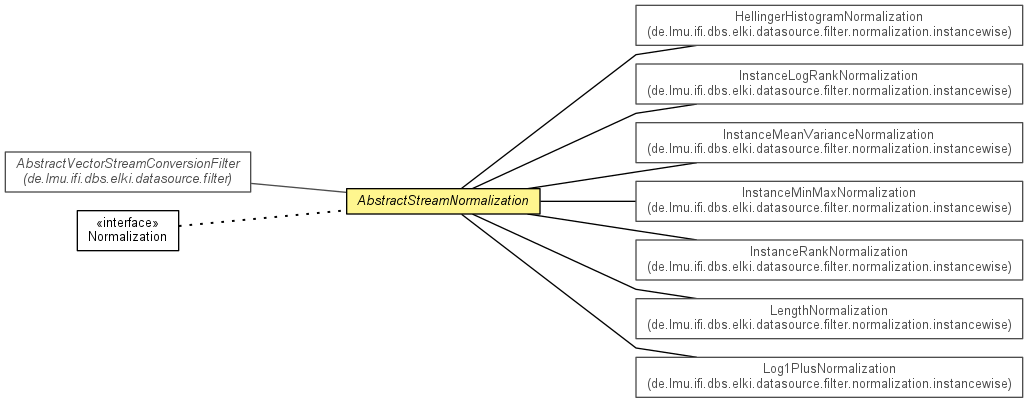 AbstractVectorStreamConversionFilter
(de.lmu.ifi.dbs.elki.datasource.filter)
«interface»
Normalization
AbstractStreamNormalization
HellingerHistogramNormalization
(de.lmu.ifi.dbs.elki.datasource.filter.normalization.instancewise)
InstanceLogRankNormalization
(de.lmu.ifi.dbs.elki.datasource.filter.normalization.instancewise)
InstanceMeanVarianceNormalization
(de.lmu.ifi.dbs.elki.datasource.filter.normalization.instancewise)
InstanceMinMaxNormalization
(de.lmu.ifi.dbs.elki.datasource.filter.normalization.instancewise)
InstanceRankNormalization
(de.lmu.ifi.dbs.elki.datasource.filter.normalization.instancewise)
LengthNormalization
(de.lmu.ifi.dbs.elki.datasource.filter.normalization.instancewise)
Log1PlusNormalization
(de.lmu.ifi.dbs.elki.datasource.filter.normalization.instancewise)